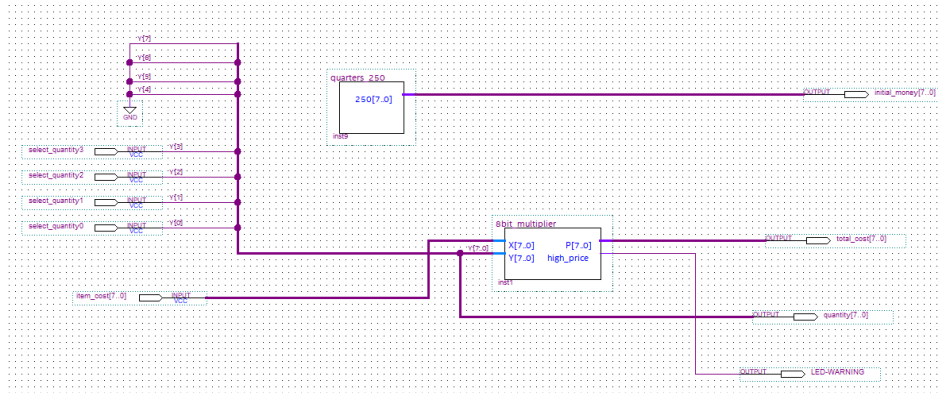 Y[7]
Y[6]
Y[5]
Y[4]
GND
select_quantity3 INPUT VCC Y[3]
select_quantity2 INPUT VCC Y[2]
select_quantity1 INPUT VCC Y[1]
select_quantity0 INPUT VCC Y[0]
item_cost[7..0] INPUT VCC
quarters_250
250[7..0]
inst9
OUTPUT initial_money[7..0]
8bit_multiplier
Y[7..0]
X[7..0] P[7..0]
Y[7..0] high_price
inst1
OUTPUT total_cost[7..0]
OUTPUT quantity[7..0]
OUTPUT LED-WARNING